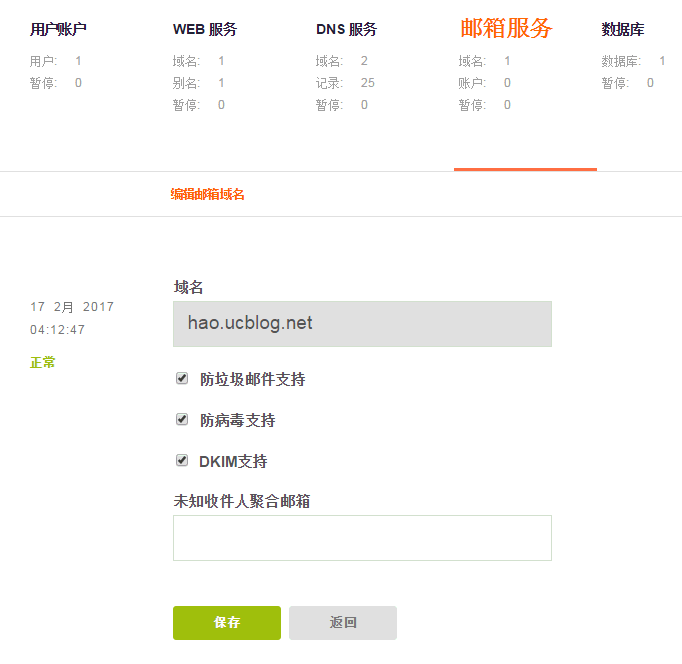 用户账户 WEB 服务 DNS 服务 邮箱服务 数据库
用户: 1 域名: 1 域名: 2 域名: 1 数据库: 1
暂停: 0 别名: 1 记录: 25 账户: 0 暂停: 0
暂停: 0 暂停: 0 暂停: 0
编辑邮箱域名
域名
17 2月 2017
hao.ucblog.net
04:12:47
正常
防垃圾邮件支持
防病毒支持
DKIM支持
未知收件人聚合邮箱
保存 返回